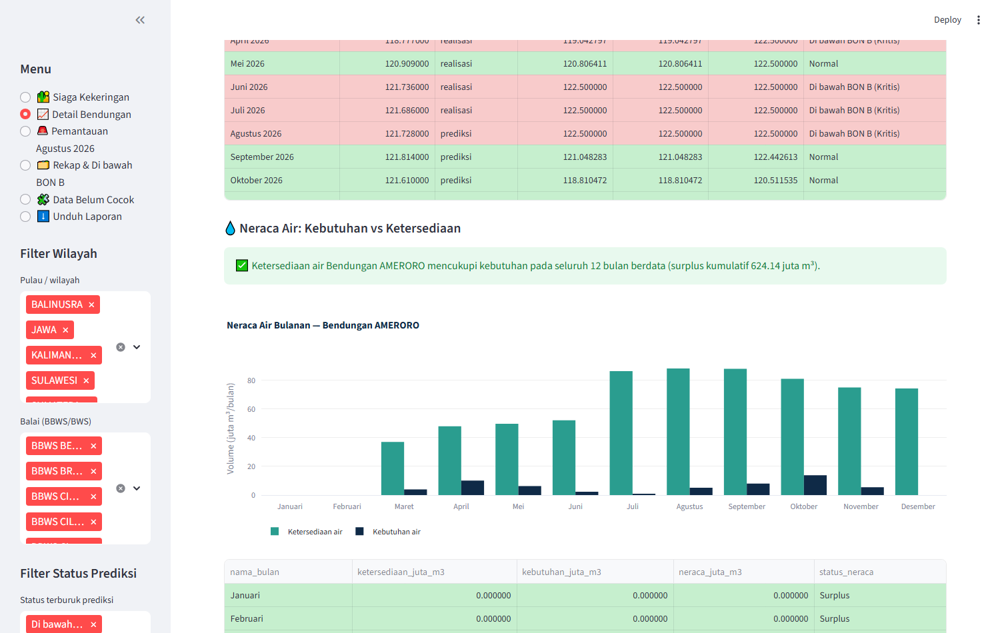 Deploy
Menu
Siaga Kekeringan
Detail Bendungan
Pemantauan
Agustus 2026
Rekap & Di bawah
BON B
Data Belum Cocok
Unduh Laporan
Filter Wilayah
Pulau / wilayah
BALINUSRA ×
JAWA ×
KALIMAN... ×
SULAWESI ×
Balai (BBWS/BWS)
BBWS BE... ×
BBWS BR... ×
BBWS CI... ×
BBWS CIL... ×
Filter Status Prediksi
Status terburuk prediksi
Di bawah... ×
April 2026 118.777000 realisasi 119.042797 119.042797 122.500000 Di bawah BON B (Kritis)
Mei 2026 120.909000 realisasi 120.806411 120.806411 122.500000 Normal
Juni 2026 121.736000 realisasi 122.500000 122.500000 122.500000 Di bawah BON B (Kritis)
Juli 2026 121.686000 realisasi 122.500000 122.500000 122.500000 Di bawah BON B (Kritis)
Agustus 2026 121.728000 prediksi 122.500000 122.500000 122.500000 Di bawah BON B (Kritis)
September 2026 121.814000 prediksi 121.048283 121.048283 122.442613 Normal
Oktober 2026 121.610000 prediksi 118.810472 118.810472 120.511535 Normal
Neraca Air: Kebutuhan vs Ketersediaan
Ketersediaan air Bendungan AMERORO mencukupi kebutuhan pada seluruh 12 bulan berdata (surplus kumulatif 624.14 juta m³).
Neraca Air Bulanan — Bendungan AMERORO
Volume (juta m³/bulan)
80
60
40
20
0
Januari Februari Maret April Mei Juni Juli Agustus September Oktober November Desember
Ketersediaan air Kebutuhan air
nama_bulan ketersediaan_juta_m3 kebutuhan_juta_m3 neraca_juta_m3 status_neraca
Januari 0.000000 0.000000 0.000000 Surplus
Februari 0.000000 0.000000 0.000000 Surplus